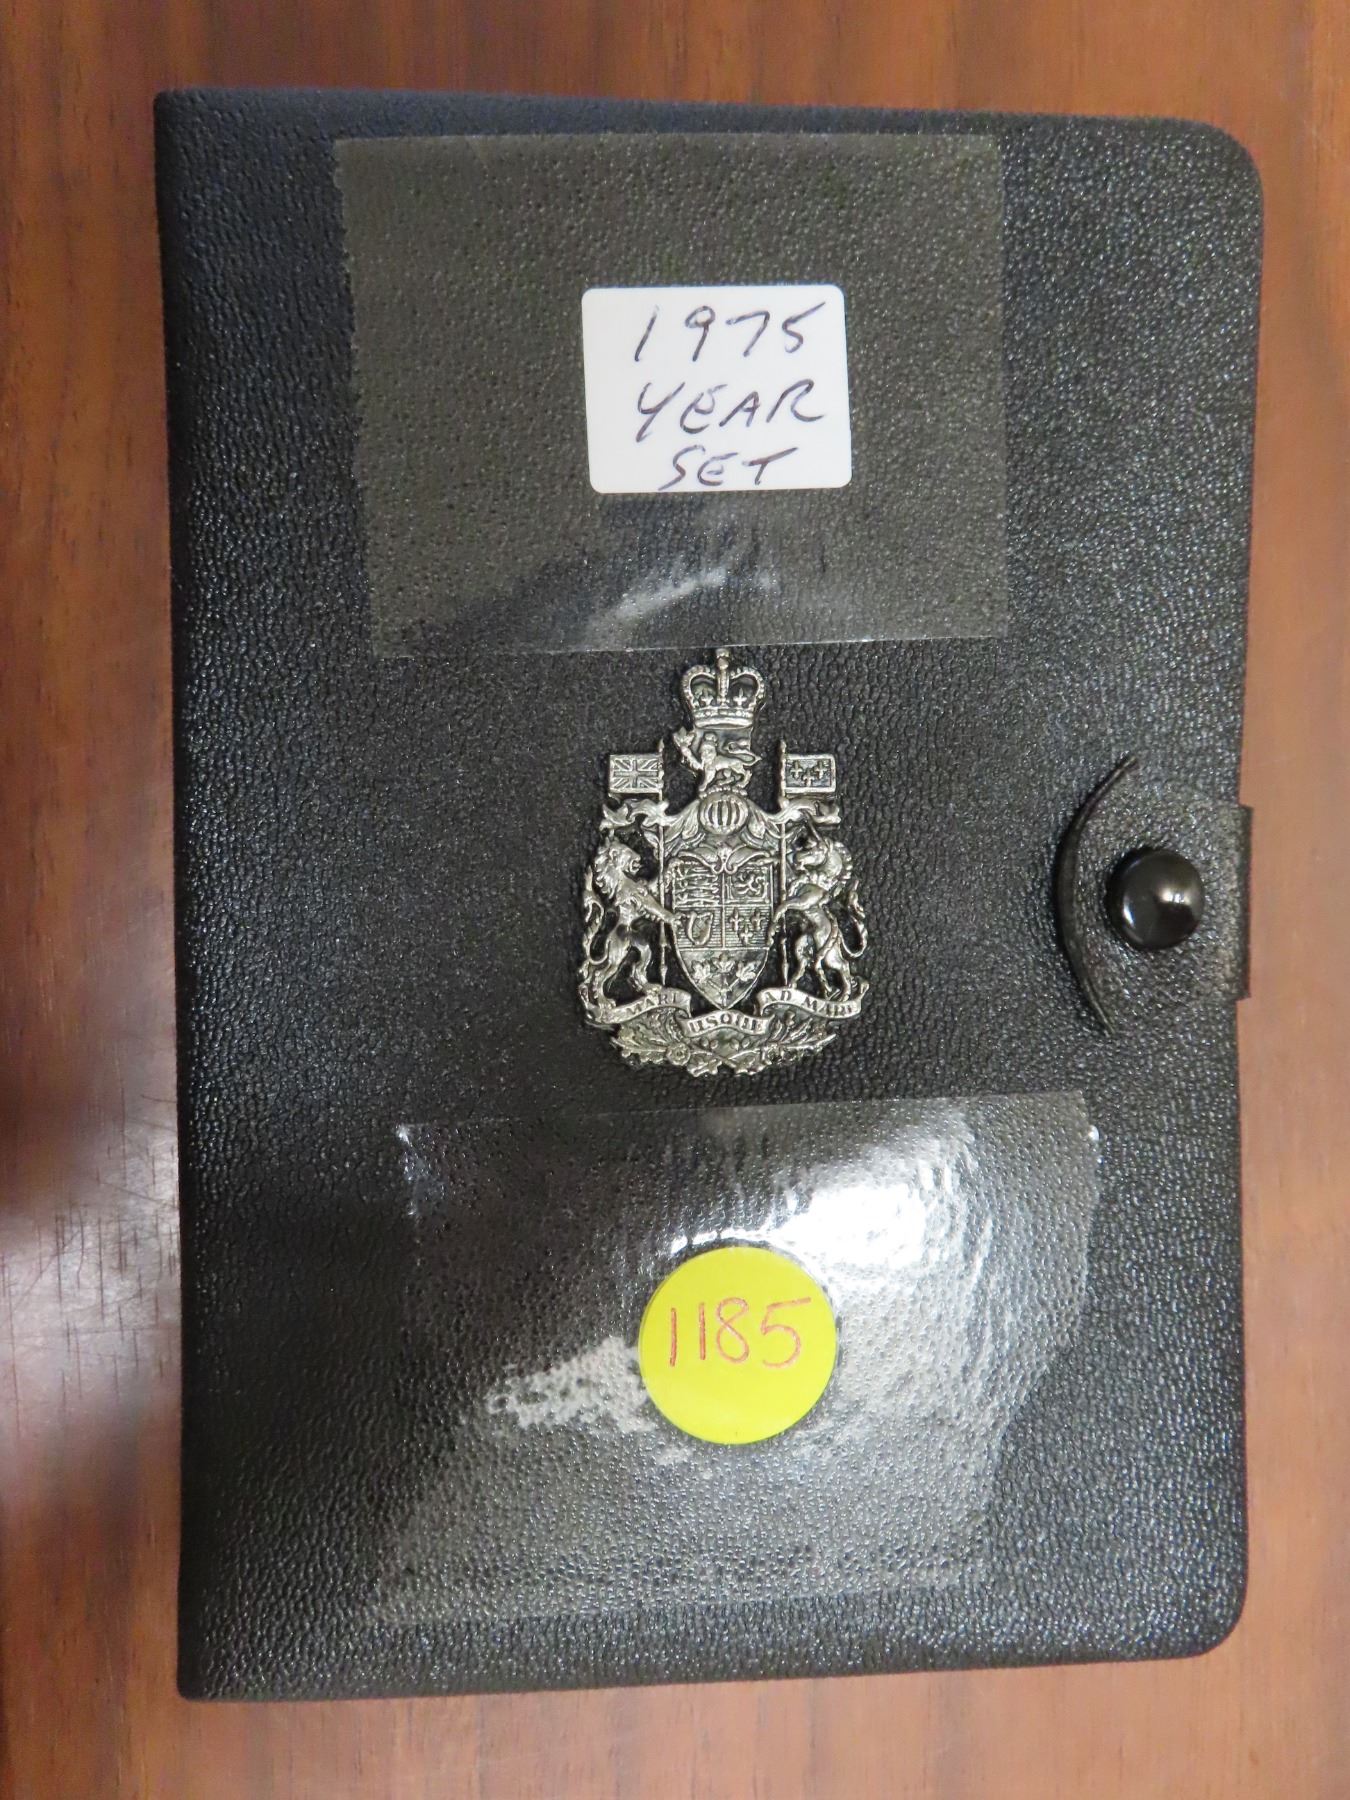 1975
YEAR
SET
A MARI USQUE AD MARE
1185